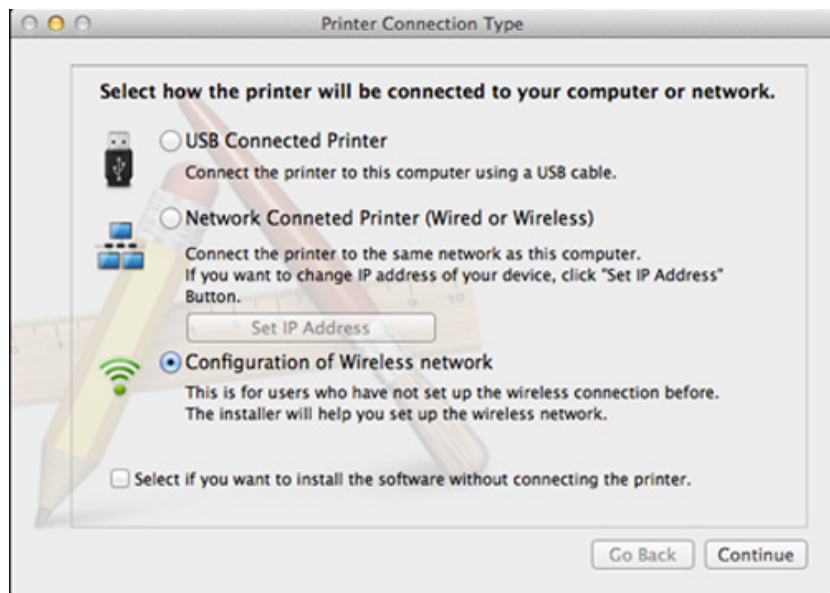 Printer Connection Type
Select how the printer will be connected to your computer or network.
USB Connected Printer
Connect the printer to this computer using a USB cable.
Network Conneted Printer (Wired or Wireless)
Connect the printer to the same network as this computer.
If you want to change IP address of your device, click "Set IP Address"
Button.
Set IP Address
Configuration of Wireless network
This is for users who have not set up the wireless connection before.
The installer will help you set up the wireless network.
Select if you want to install the software without connecting the printer.
Go Back
Continue